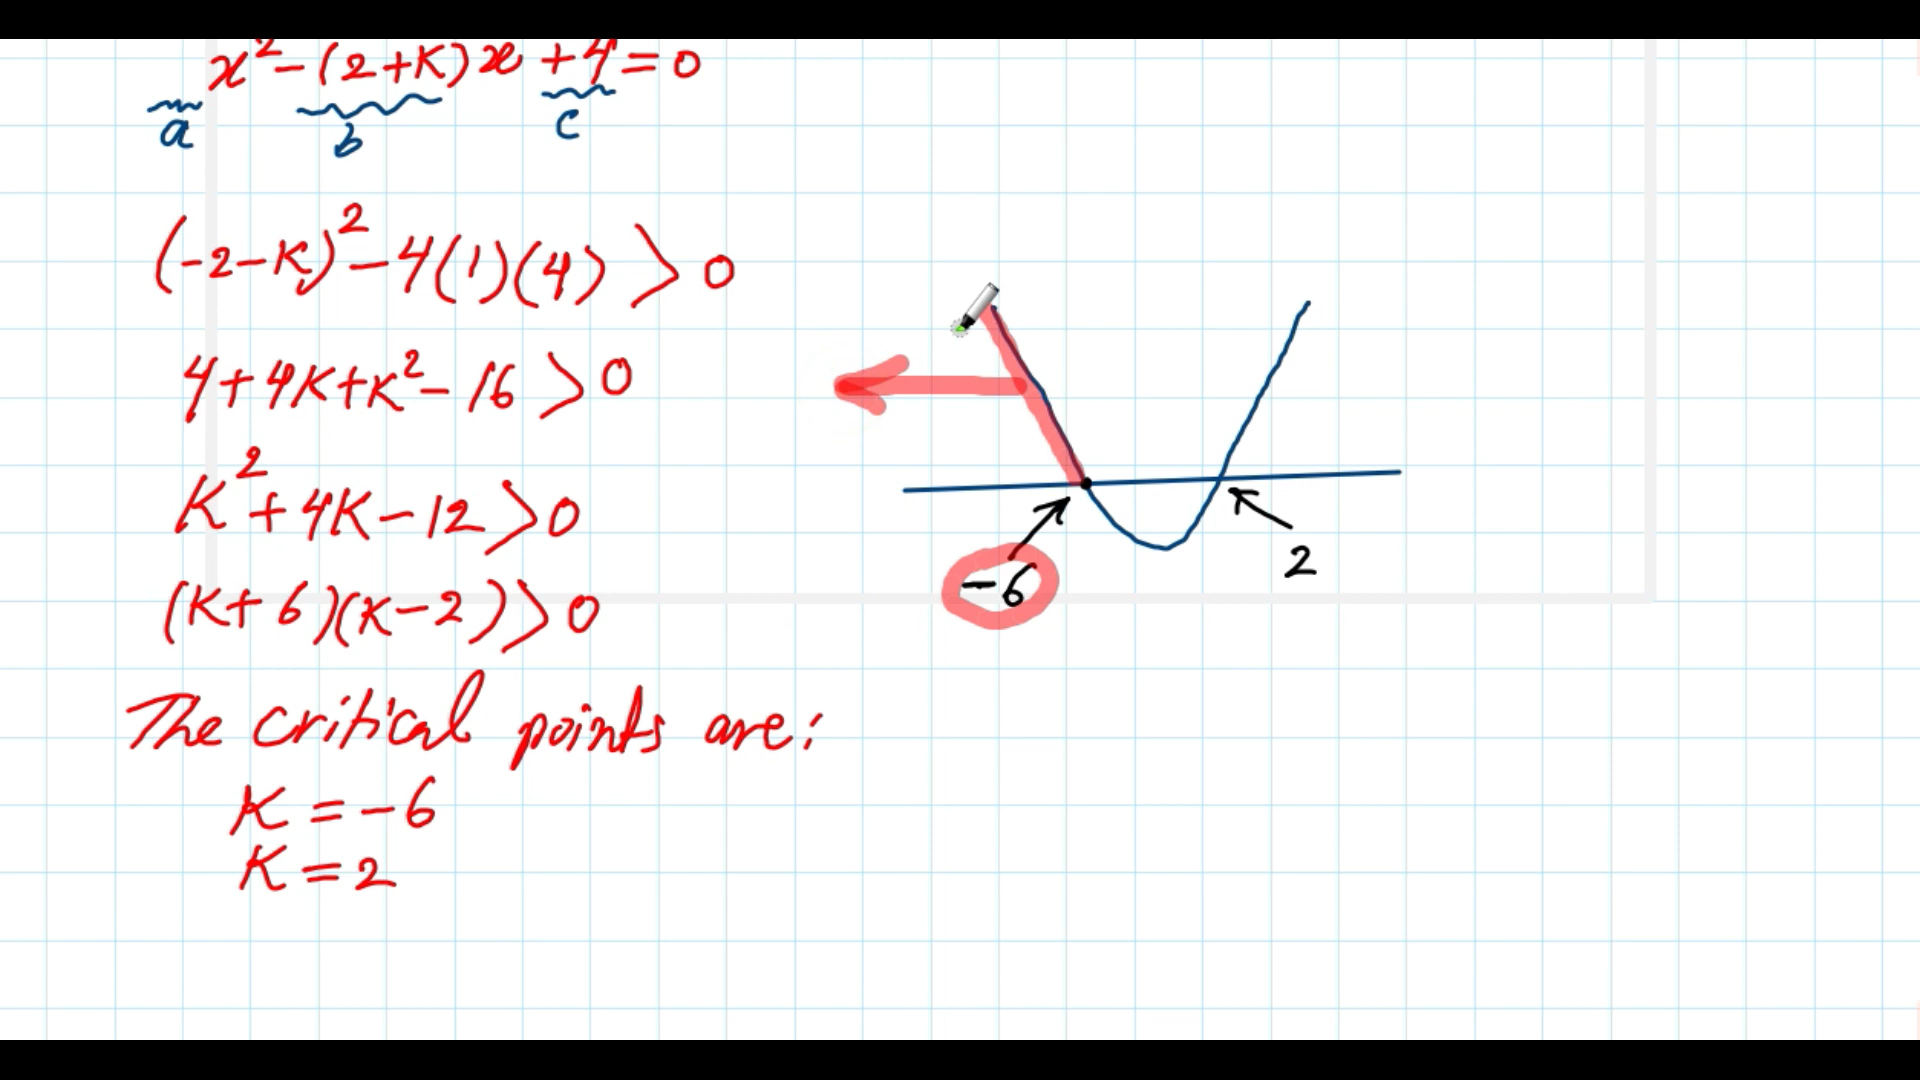 x² - (2+K)x + 4 = 0
a b c
(-2-K)² - 4(1)(4) > 0
4 + 4K + K² - 16 > 0
K² + 4K - 12 > 0
(K+6)(K-2) > 0
The critical points are:
K = -6
K = 2
-6
2